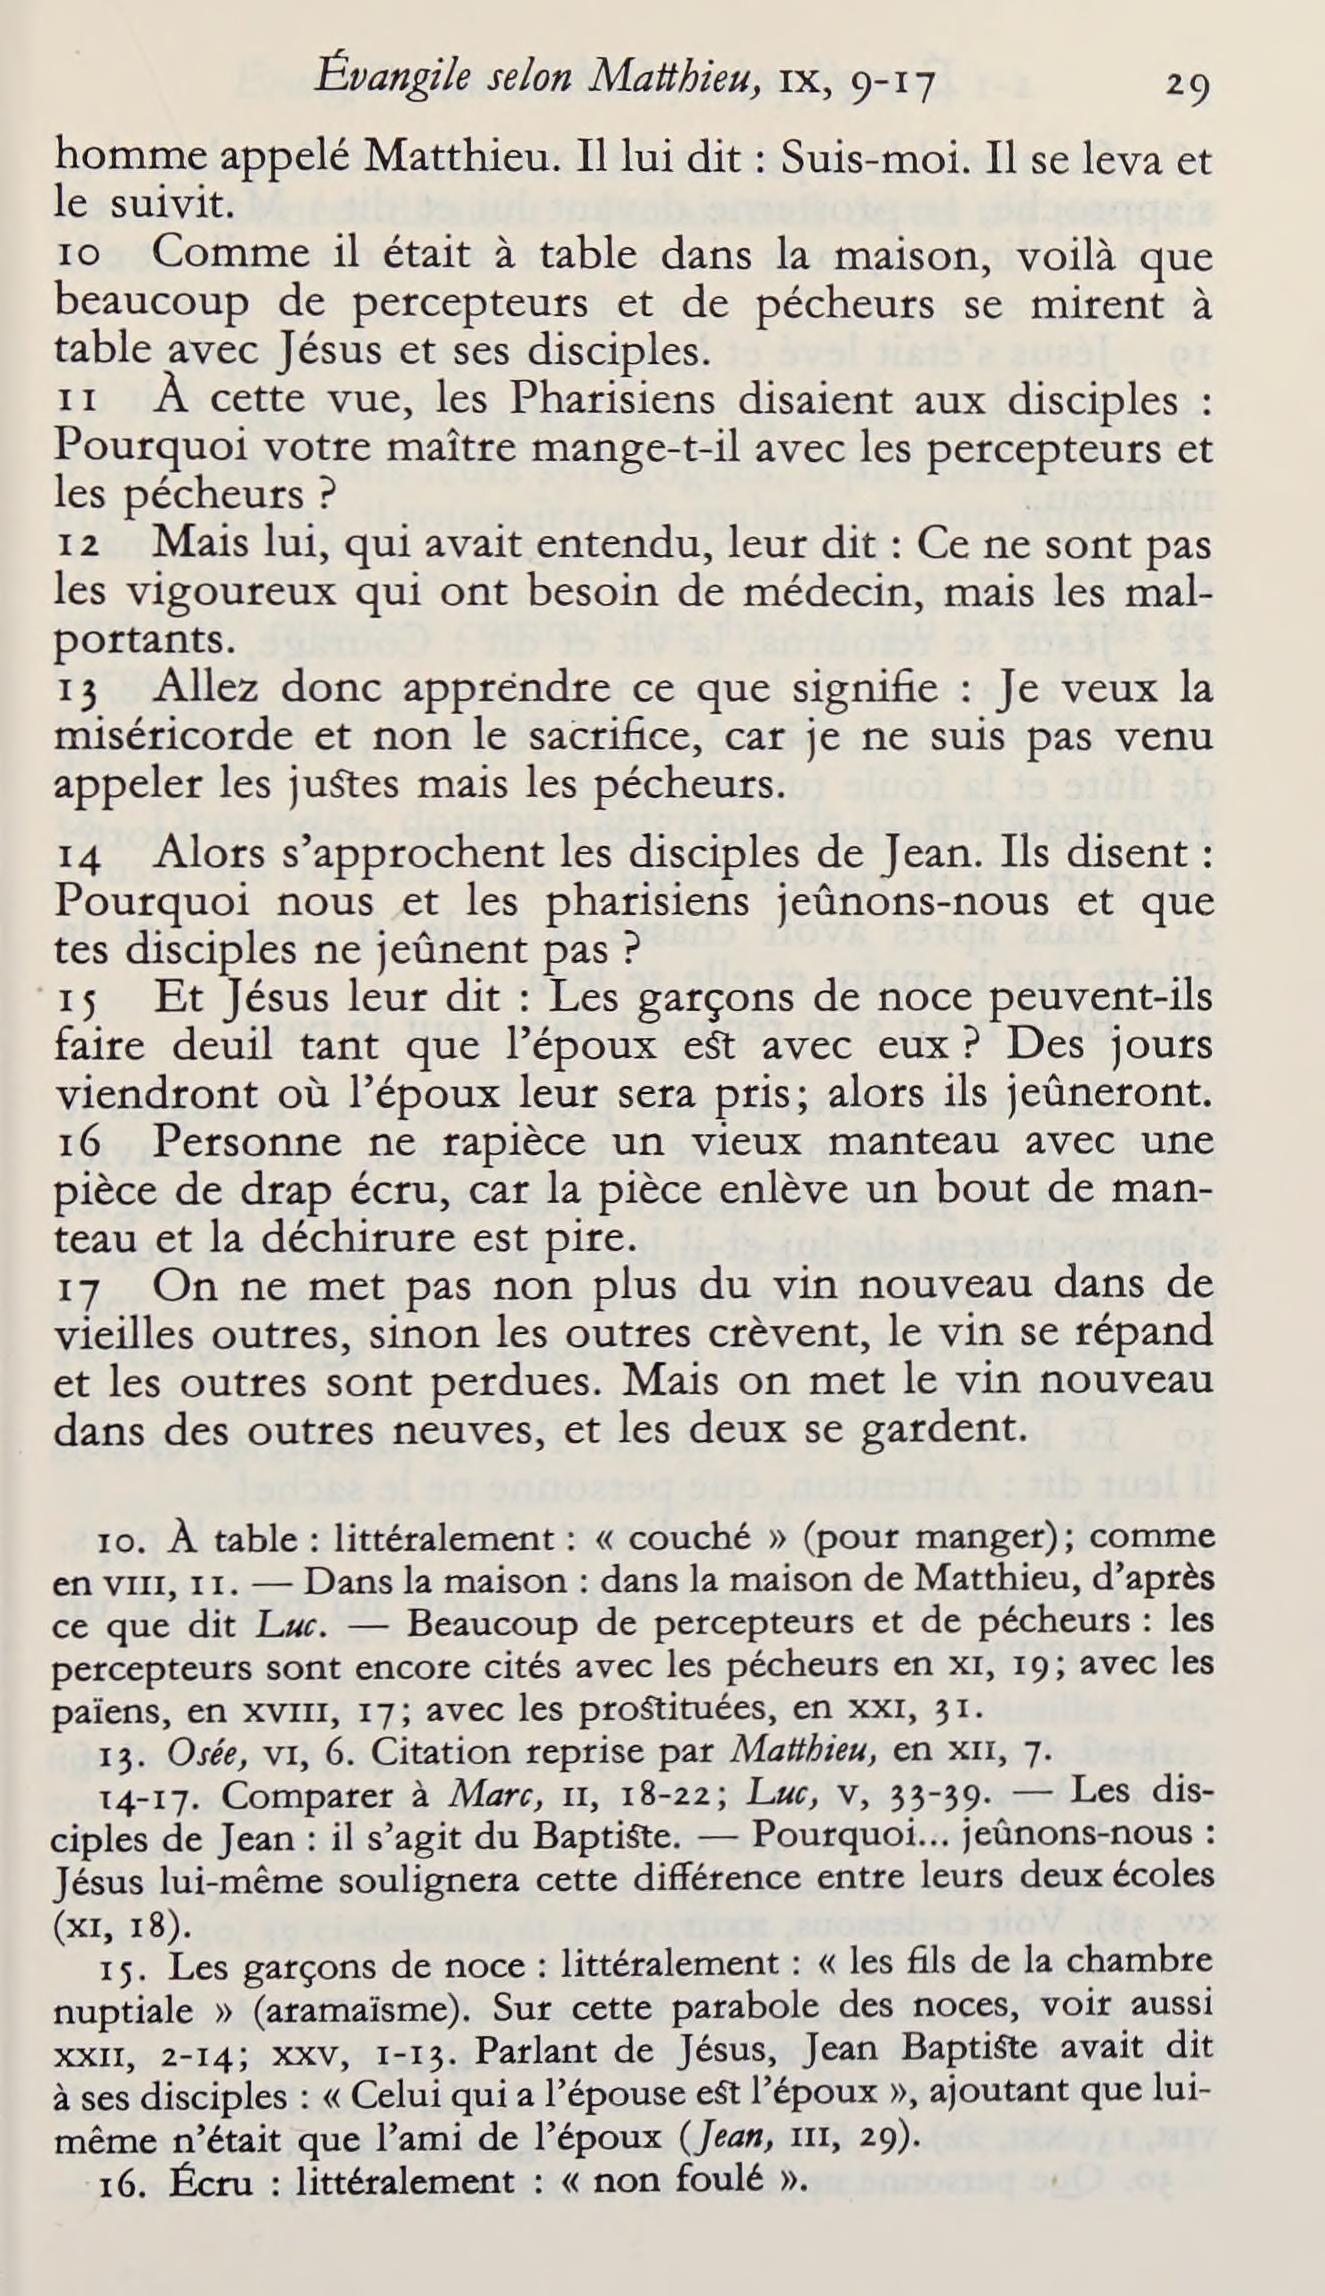 Évangile selon Matthieu, IX, 9-17 29
homme appelé Matthieu. Il lui dit : Suis-moi. Il se leva et
le suivit.
10 Comme il était à table dans la maison, voilà que
beaucoup de percepteurs et de pécheurs se mirent à
table avec Jésus et ses disciples.
11 À cette vue, les Pharisiens disaient aux disciples :
Pourquoi votre maître mange-t-il avec les percepteurs et
les pécheurs ?
12 Mais lui, qui avait entendu, leur dit : Ce ne sont pas
les vigoureux qui ont besoin de médecin, mais les mal-
portants.
13 Allez donc apprendre ce que signifie : Je veux la
miséricorde et non le sacrifice, car je ne suis pas venu
appeler les justes mais les pécheurs.
14 Alors s'approchent les disciples de Jean. Ils disent :
Pourquoi nous et les pharisiens jeûnons-nous et que
tes disciples ne jeûnent pas ?
15 Et Jésus leur dit : Les garçons de noce peuvent-ils
faire deuil tant que l'époux est avec eux ? Des jours
viendront où l'époux leur sera pris; alors ils jeûneront.
16 Personne ne rapièce un vieux manteau avec une
pièce de drap écru, car la pièce enlève un bout de man-
teau et la déchirure est pire.
17 On ne met pas non plus du vin nouveau dans de
vieilles outres, sinon les outres crèvent, le vin se répand
et les outres sont perdues. Mais on met le vin nouveau
dans des outres neuves, et les deux se gardent.
10. À table : littéralement : « couché » (pour manger); comme
en VIII, 11. — Dans la maison : dans la maison de Matthieu, d'après
ce que dit Luc. — Beaucoup de percepteurs et de pécheurs : les
percepteurs sont encore cités avec les pécheurs en XI, 19; avec les
païens, en XVIII, 17; avec les prostituées, en XXI, 31.
13. Osée, VI, 6. Citation reprise par Matthieu, en XII, 7.
14-17. Comparer à Marc, II, 18-22; Luc, V, 33-39. — Les dis-
ciples de Jean : il s'agit du Baptiste. — Pourquoi... jeûnons-nous :
Jésus lui-même soulignera cette différence entre leurs deux écoles
(XI, 18).
15. Les garçons de noce : littéralement : « les fils de la chambre
nuptiale » (aramaïsme). Sur cette parabole des noces, voir aussi
XXII, 2-14; XXV, 1-13. Parlant de Jésus, Jean Baptiste avait dit
à ses disciples : « Celui qui a l'épouse est l'époux », ajoutant que lui-
même n'était que l'ami de l'époux (Jean, III, 29).
16. Écru : littéralement : « non foulé ».